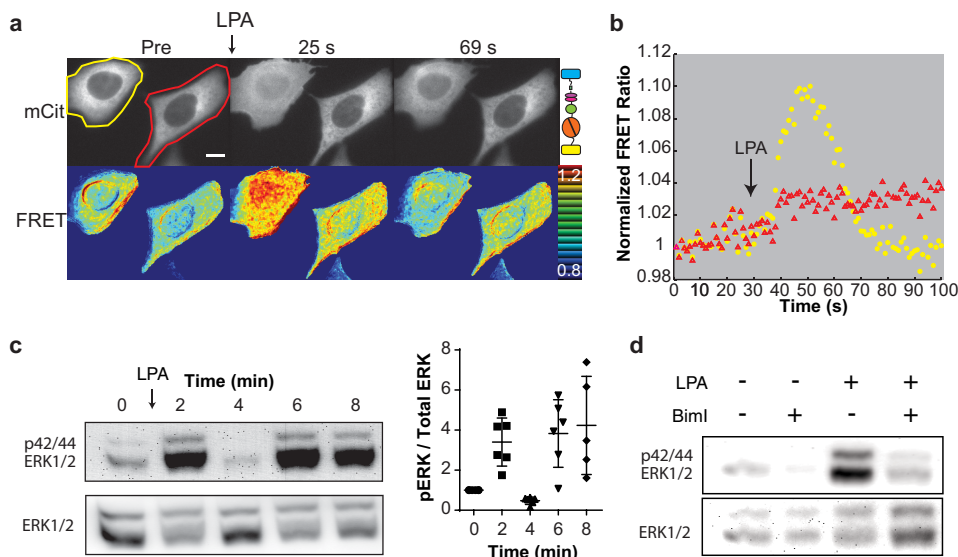 a
LPA
Pre 25 s 69 s
mCit
FRET
1.2
0.8
b
Normalized FRET Ratio
1.12
1.10
1.08
1.06
1.04
1.02
1
0.98
LPA
0 10 20 30 40 50 60 70 80 90 100
Time (s)
c
LPA Time (min)
0 2 4 6 8
p42/44
ERK1/2
ERK1/2
pERK / Total ERK
8
6
4
2
0
0 2 4 6 8
Time (min)
d
LPA - - + +
BimI - + - +
p42/44
ERK1/2
ERK1/2